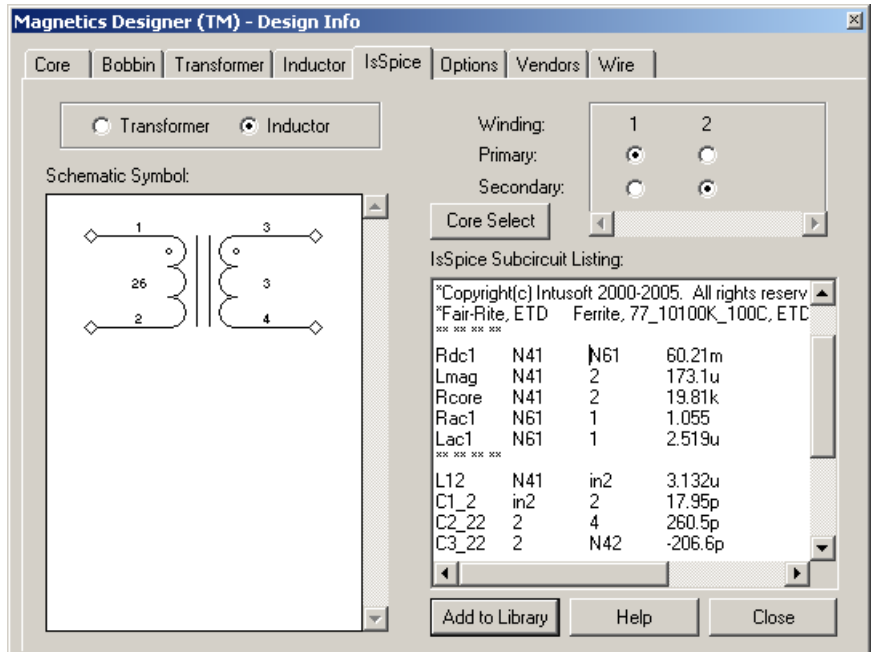 Magnetics Designer (TM) - Design Info
Core Bobbin Transformer Inductor IsSpice Options Vendors Wire
Transformer Inductor
Schematic Symbol:
1 3
26 3
2 4
Winding: 1 2
Primary:
Secondary:
Core Select
IsSpice Subcircuit Listing:
*Copyright(c) Intusoft 2000-2005. All rights reserv
*Fair-Rite, ETD Ferrite, 77_10100K_100C, ETD
** ** ** **
Rdc1 N41 N61 60.21m
Lmag N41 2 173.1u
Rcore N41 2 19.81k
Rac1 N61 1 1.055
Lac1 N61 1 2.519u
** ** ** **
L12 N41 in2 3.132u
C1_2 in2 2 17.95p
C2_22 2 4 260.5p
C3_22 2 N42 -206.6p
Add to Library Help Close